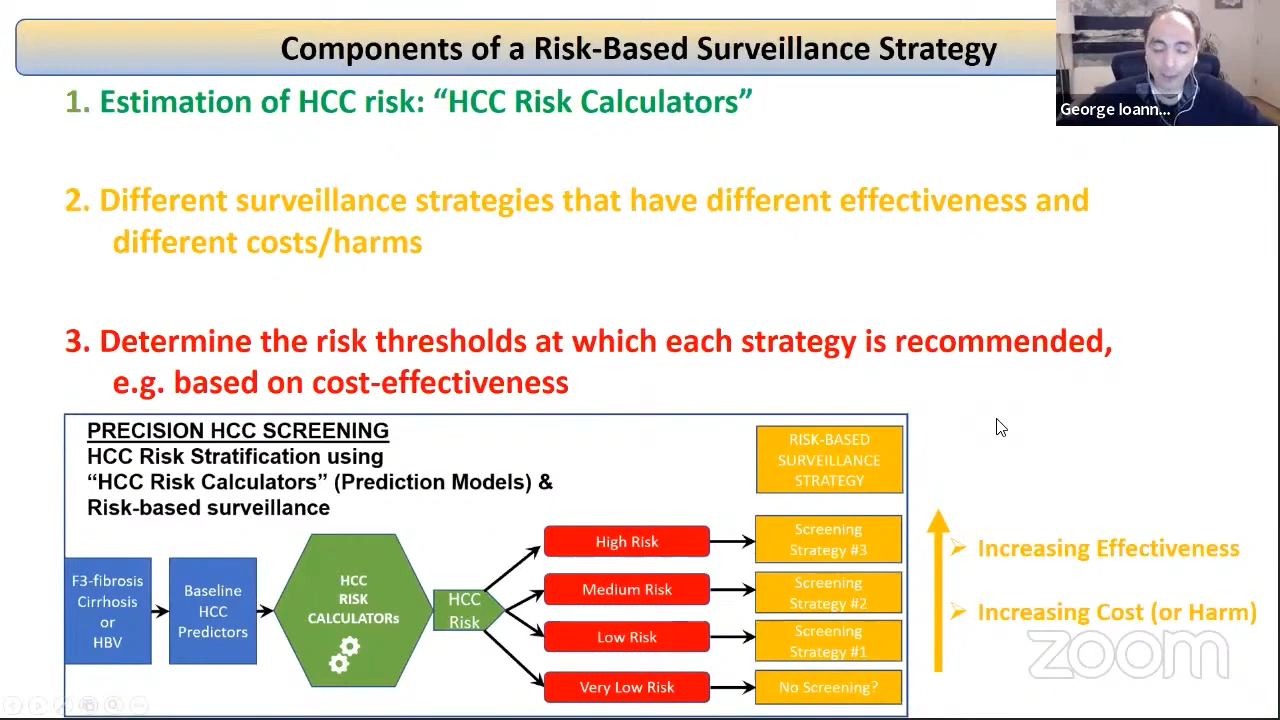 Components of a Risk-Based Surveillance Strategy
George Ioann...
1. Estimation of HCC risk: “HCC Risk Calculators”
2. Different surveillance strategies that have different effectiveness and
different costs/harms
3. Determine the risk thresholds at which each strategy is recommended,
e.g. based on cost-effectiveness
PRECISION HCC SCREENING
HCC Risk Stratification using
“HCC Risk Calculators” (Prediction Models) &
Risk-based surveillance
RISK-BASED
SURVEILLANCE
STRATEGY
F3-fibrosis
Cirrhosis
or
HBV
Baseline
HCC
Predictors
HCC
RISK
CALCULATORs
HCC
Risk
High Risk
Screening
Strategy #3
Medium Risk
Screening
Strategy #2
Low Risk
Screening
Strategy #1
Very Low Risk
No Screening?
➢ Increasing Effectiveness
➢ Increasing Cost (or Harm)
zoom